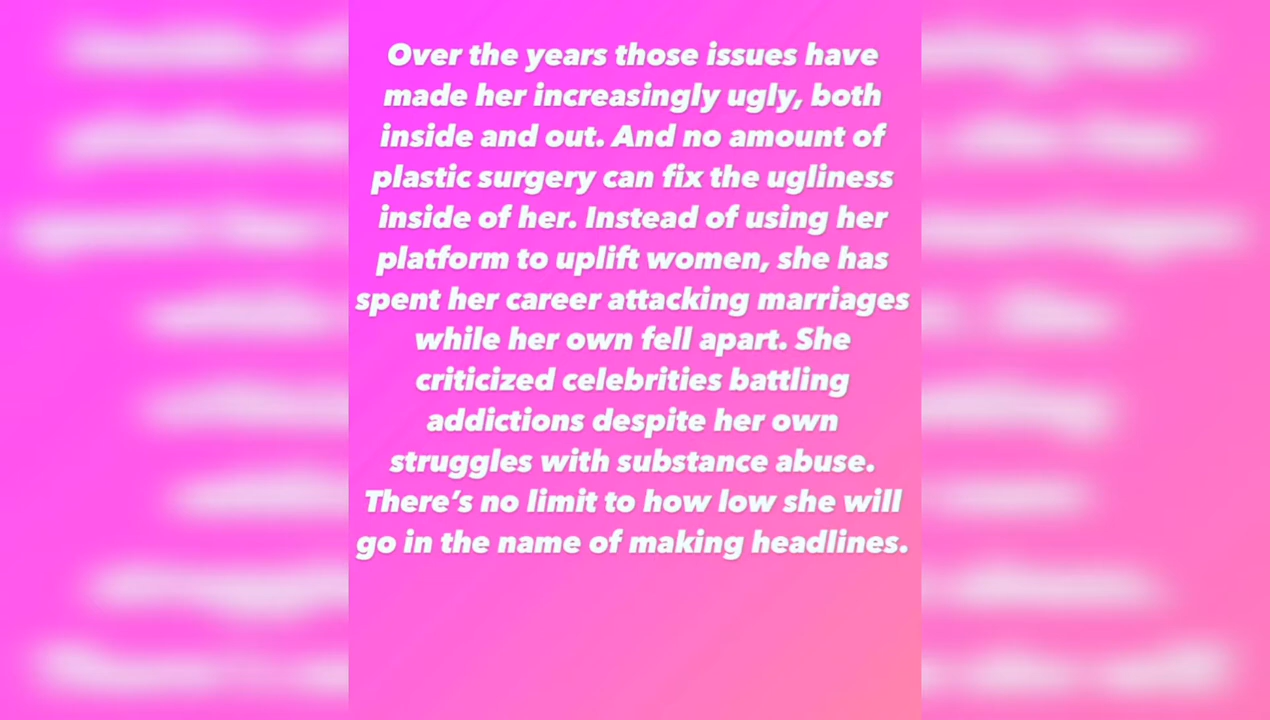 Over the years those issues have
made her increasingly ugly, both
inside and out. And no amount of
plastic surgery can fix the ugliness
inside of her. Instead of using her
platform to uplift women, she has
spent her career attacking marriages
while her own fell apart. She
criticized celebrities battling
addictions despite her own
struggles with substance abuse.
There’s no limit to how low she will
go in the name of making headlines.